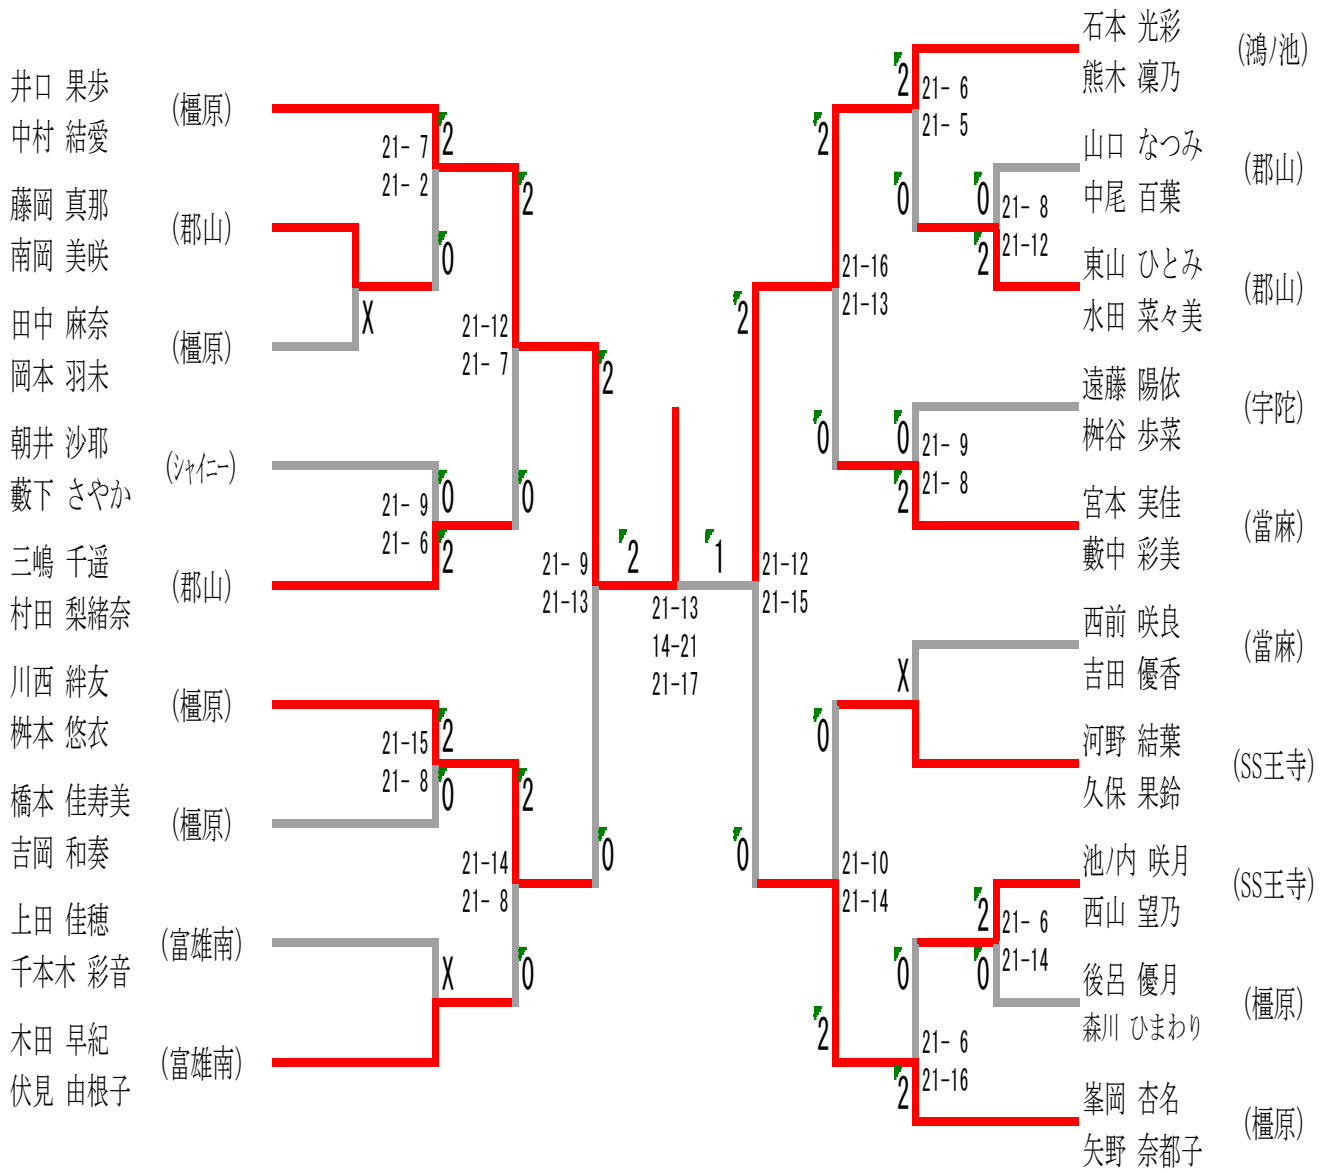 井口 果歩
中村 結愛
(橿原)
藤岡 真那
南岡 美咲
(郡山)
田中 麻奈
岡本 羽未
(橿原)
朝井 沙耶
藪下 さやか
(シャイニー)
三嶋 千遥
村田 梨緒奈
(郡山)
川西 絆友
桝本 悠衣
(橿原)
橋本 佳寿美
吉岡 和奏
(橿原)
上田 佳穂
千本木 彩音
(富雄南)
木田 早紀
伏見 由根子
(富雄南)
2
21- 7
21- 2
0
X
2
21-12
21- 7
0
0
21- 9
21- 6
2
2
21- 9
21-13
0
2
21-15
21- 8
0
2
21-14
21- 8
0
X
2
1
21-13
14-21
21-17
2
21-12
21-15
0
2
21-16
21-13
0
2
21- 6
21- 5
0
0
21- 8
21-12
2
0
21- 9
21- 8
2
X
0
21-10
21-14
2
2
21- 6
21-14
0
0
21- 6
21-16
2
石本 光彩
熊木 凜乃
(鴻ノ池)
山口 なつみ
中尾 百葉
(郡山)
東山 ひとみ
水田 菜々美
(郡山)
遠藤 陽依
桝谷 歩菜
(宇陀)
宮本 実佳
藪中 彩美
(當麻)
西前 咲良
吉田 優香
(當麻)
河野 結葉
久保 果鈴
(SS王寺)
池ノ内 咲月
西山 望乃
(SS王寺)
後呂 優月
森川 ひまわり
(橿原)
峯岡 杏名
矢野 奈都子
(橿原)